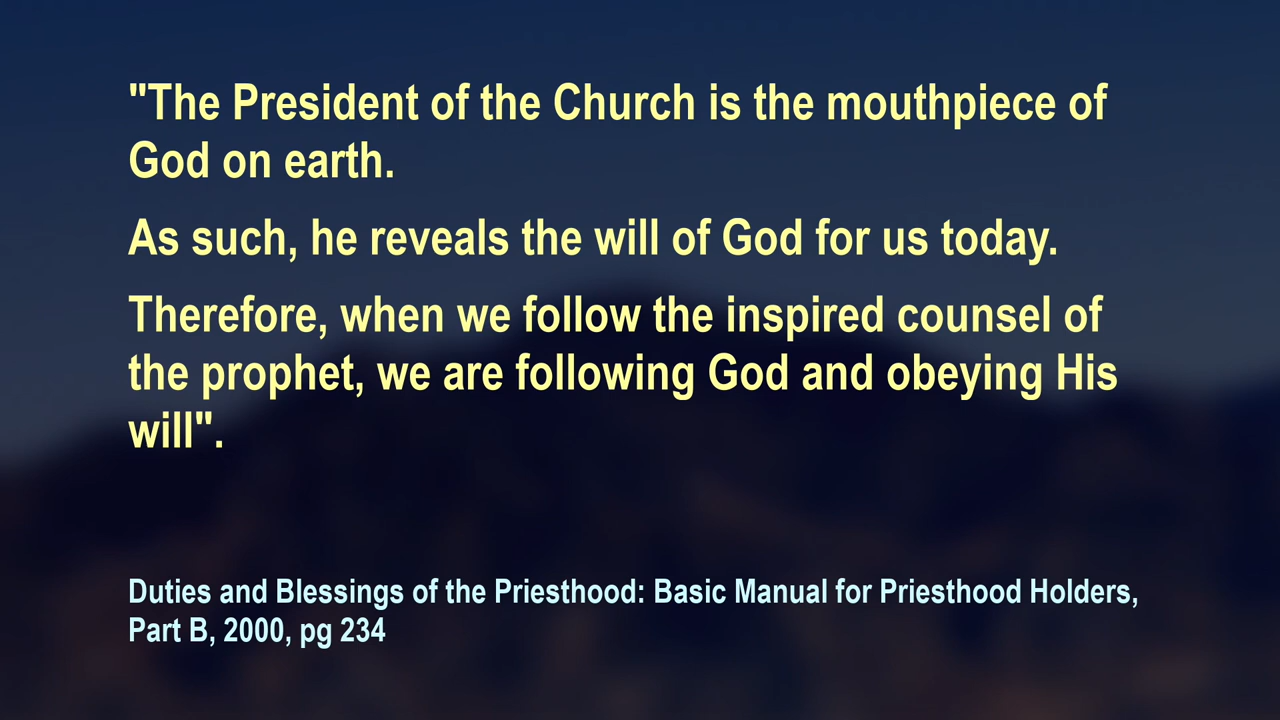 "The President of the Church is the mouthpiece of
God on earth.
As such, he reveals the will of God for us today.
Therefore, when we follow the inspired counsel of
the prophet, we are following God and obeying His
will".
Duties and Blessings of the Priesthood: Basic Manual for Priesthood Holders,
Part B, 2000, pg 234